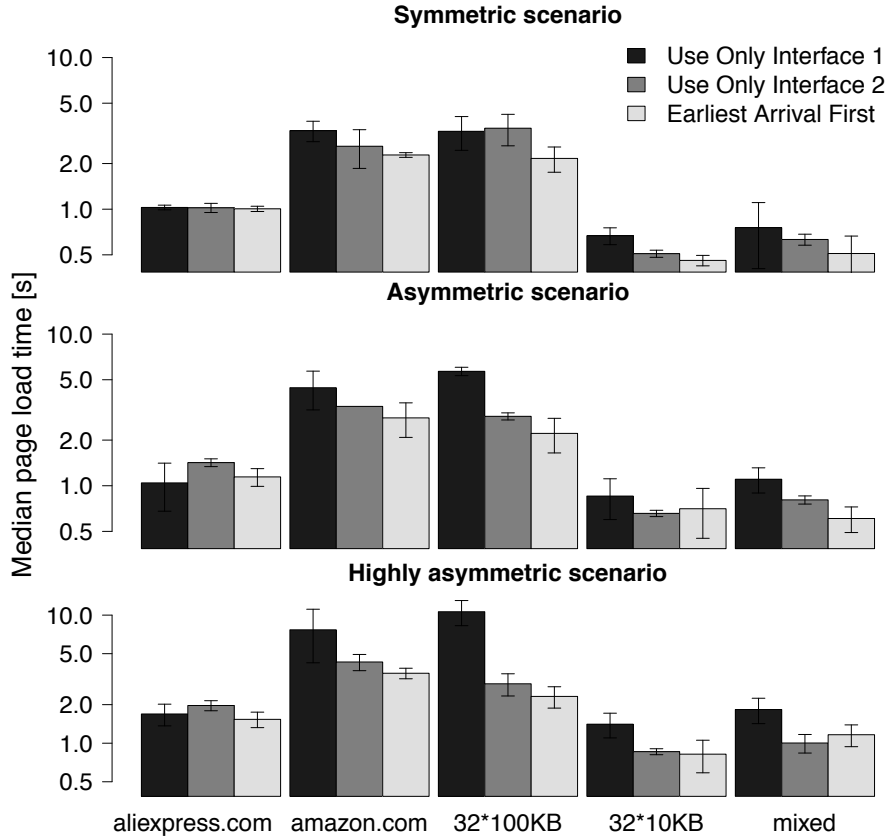 Symmetric scenario
10.0
5.0
2.0
1.0
0.5
Use Only Interface 1
Use Only Interface 2
Earliest Arrival First
Median page load time [s]
Asymmetric scenario
10.0
5.0
2.0
1.0
0.5
Highly asymmetric scenario
10.0
5.0
2.0
1.0
0.5
aliexpress.com amazon.com 32*100KB 32*10KB mixed